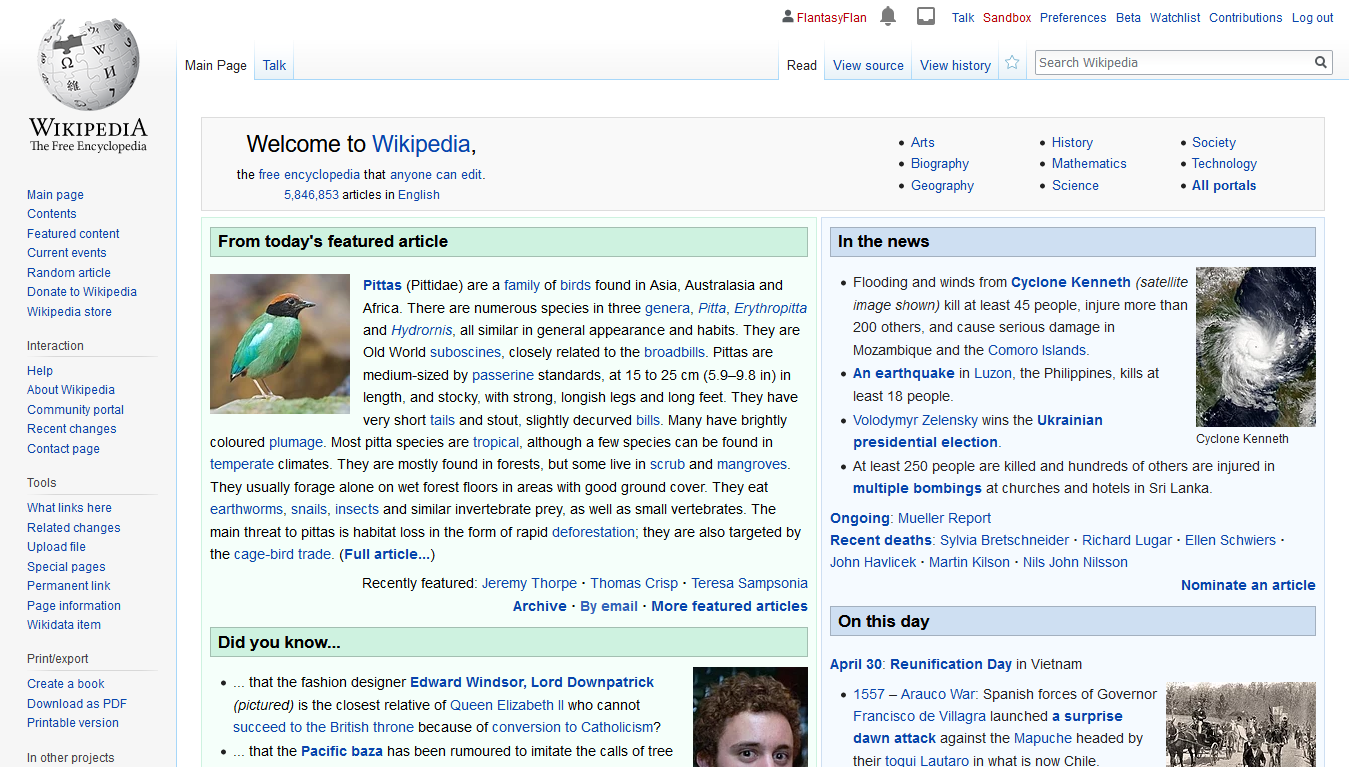 FlantasyFlan Talk Sandbox Preferences Beta Watchlist Contributions Log out
Main Page Talk Read View source View history Search Wikipedia
WIKIPEDIA
The Free Encyclopedia
Main page
Contents
Featured content
Current events
Random article
Donate to Wikipedia
Wikipedia store
Interaction
Help
About Wikipedia
Community portal
Recent changes
Contact page
Tools
What links here
Related changes
Upload file
Special pages
Permanent link
Page information
Wikidata item
Print/export
Create a book
Download as PDF
Printable version
In other projects
Welcome to Wikipedia,
the free encyclopedia that anyone can edit.
5,846,853 articles in English
• Arts
• Biography
• Geography
• History
• Mathematics
• Science
• Society
• Technology
• All portals
From today's featured article
Pittas (Pittidae) are a family of birds found in Asia, Australasia and
Africa. There are numerous species in three genera, Pitta, Erythropitta
and Hydrornis, all similar in general appearance and habits. They are
Old World suboscines, closely related to the broadbills. Pittas are
medium-sized by passerine standards, at 15 to 25 cm (5.9–9.8 in) in
length, and stocky, with strong, longish legs and long feet. They have
very short tails and stout, slightly decurved bills. Many have brightly
coloured plumage. Most pitta species are tropical, although a few species can be found in
temperate climates. They are mostly found in forests, but some live in scrub and mangroves.
They usually forage alone on wet forest floors in areas with good ground cover. They eat
earthworms, snails, insects and similar invertebrate prey, as well as small vertebrates. The
main threat to pittas is habitat loss in the form of rapid deforestation; they are also targeted by
the cage-bird trade. (Full article...)
Recently featured: Jeremy Thorpe · Thomas Crisp · Teresa Sampsonia
Archive · By email · More featured articles
Did you know...
• ... that the fashion designer Edward Windsor, Lord Downpatrick
(pictured) is the closest relative of Queen Elizabeth II who cannot
succeed to the British throne because of conversion to Catholicism?
• ... that the Pacific baza has been rumoured to imitate the calls of tree
In the news
• Flooding and winds from Cyclone Kenneth (satellite
image shown) kill at least 45 people, injure more than
200 others, and cause serious damage in
Mozambique and the Comoro Islands.
• An earthquake in Luzon, the Philippines, kills at
least 18 people.
• Volodymyr Zelensky wins the Ukrainian
presidential election.
Cyclone Kenneth
• At least 250 people are killed and hundreds of others are injured in
multiple bombings at churches and hotels in Sri Lanka.
Ongoing: Mueller Report
Recent deaths: Sylvia Bretschneider · Richard Lugar · Ellen Schwiers ·
John Havlicek · Martin Kilson · Nils John Nilsson
Nominate an article
On this day
April 30: Reunification Day in Vietnam
• 1557 – Arauco War: Spanish forces of Governor
Francisco de Villagra launched a surprise
dawn attack against the Mapuche headed by
their toqui Lautaro in what is now Chile.